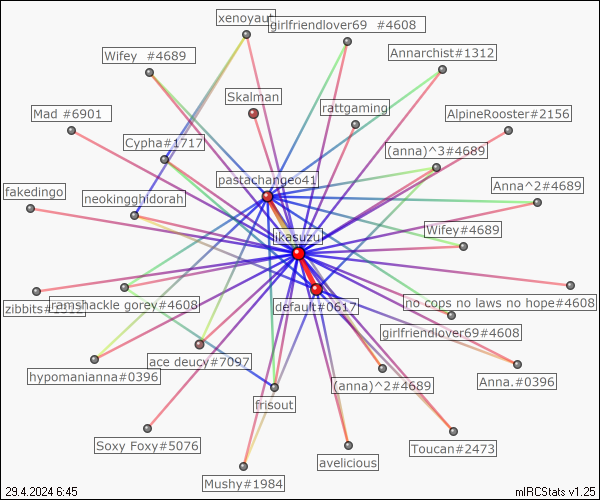 xenoyaut
girlfriendlover69 #4608
Wifey #4689
Annarchist#1312
Skalman
rattgaming
Mad #6901
AlpineRooster#2156
Cypha#1717
(anna)^3#4689
pastachange041
fakedingo
neokingghidorah
Anna^2#4689
ikasuzu
Wifey#4689
zibbits#1312
ramshackle gorey#4608
default#0617
no cops no laws no hope#4608
girlfriendlover69#4608
ace deucy#7097
hypomanianna#0396
(anna)^2#4689
Anna.#0396
frisout
Soxy Foxy#5076
Toucan#2473
avelicious
Mushy#1984
29.4.2024 6:45
mIRCStats v1.25